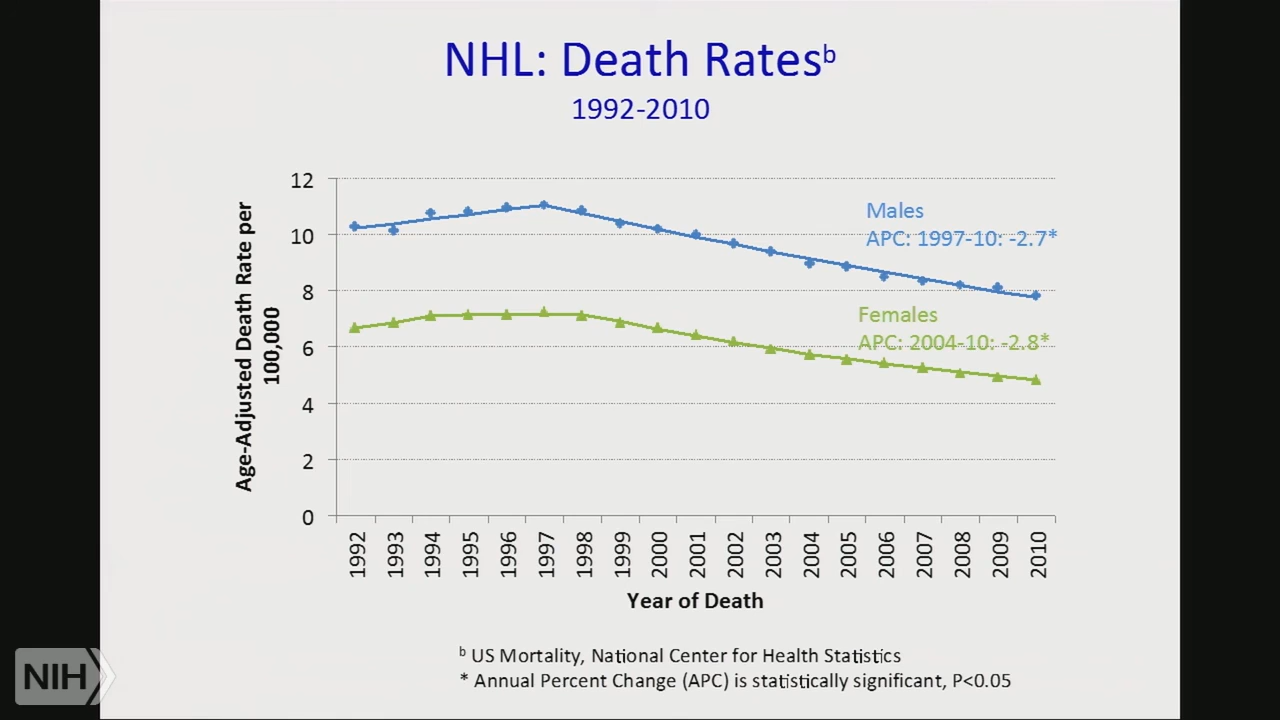 NHL: Death Ratesᵇ
1992-2010
Age-Adjusted Death Rate per
100,000
12
10
8
6
4
2
0
Males
APC: 1997-10: -2.7*
Females
APC: 2004-10: -2.8*
1992 1993 1994 1995 1996 1997 1998 1999 2000 2001 2002 2003 2004 2005 2006 2007 2008 2009 2010
Year of Death
ᵇ US Mortality, National Center for Health Statistics
* Annual Percent Change (APC) is statistically significant, P<0.05
NIH